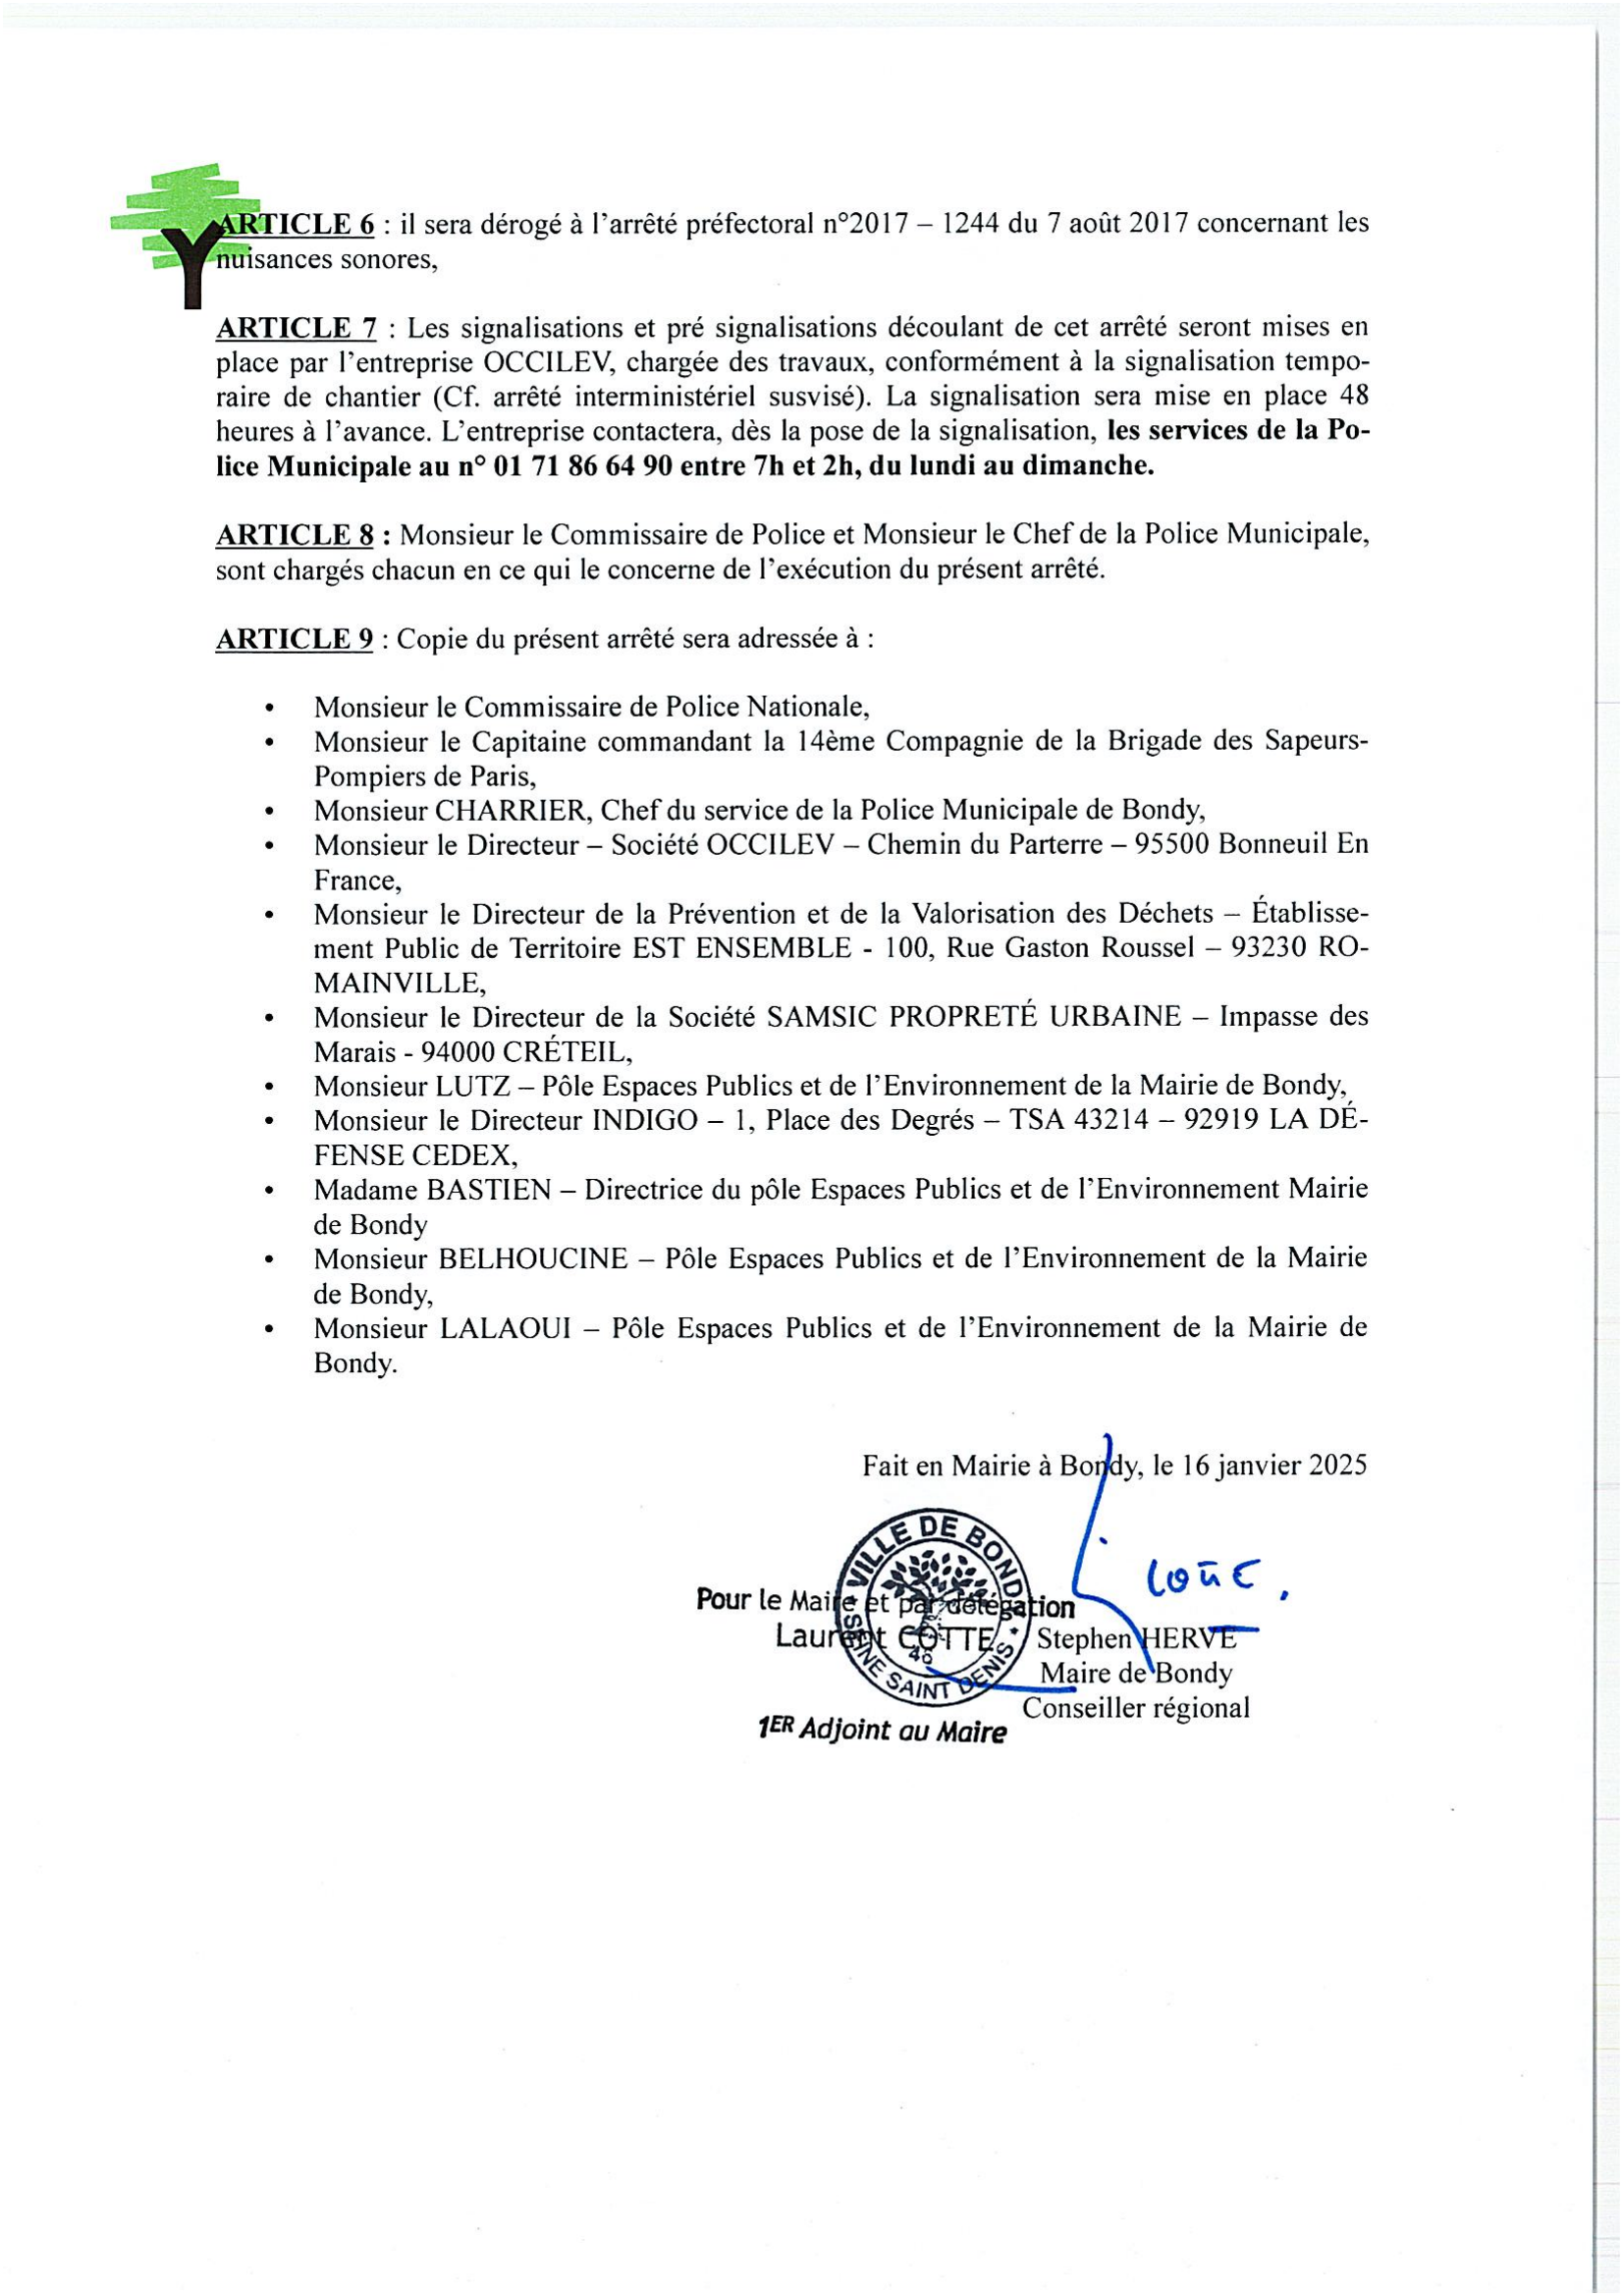 ARTICLE 6 : il sera dérogé à l’arrêté préfectoral n°2017 – 1244 du 7 août 2017 concernant les
nuisances sonores,
ARTICLE 7 : Les signalisations et pré signalisations découlant de cet arrêté seront mises en
place par l’entreprise OCCILEV, chargée des travaux, conformément à la signalisation tempo-
raire de chantier (Cf. arrêté interministériel susvisé). La signalisation sera mise en place 48
heures à l’avance. L’entreprise contactera, dès la pose de la signalisation, les services de la Po-
lice Municipale au n° 01 71 86 64 90 entre 7h et 2h, du lundi au dimanche.
ARTICLE 8 : Monsieur le Commissaire de Police et Monsieur le Chef de la Police Municipale,
sont chargés chacun en ce qui le concerne de l’exécution du présent arrêté.
ARTICLE 9 : Copie du présent arrêté sera adressée à :
• Monsieur le Commissaire de Police Nationale,
• Monsieur le Capitaine commandant la 14ème Compagnie de la Brigade des Sapeurs-
Pompiers de Paris,
• Monsieur CHARRIER, Chef du service de la Police Municipale de Bondy,
• Monsieur le Directeur – Société OCCILEV – Chemin du Parterre – 95500 Bonneuil En
France,
• Monsieur le Directeur de la Prévention et de la Valorisation des Déchets – Établisse-
ment Public de Territoire EST ENSEMBLE - 100, Rue Gaston Roussel – 93230 RO-
MAINVILLE,
• Monsieur le Directeur de la Société SAMSIC PROPRETÉ URBAINE – Impasse des
Marais - 94000 CRÉTEIL,
• Monsieur LUTZ – Pôle Espaces Publics et de l’Environnement de la Mairie de Bondy,
• Monsieur le Directeur INDIGO – 1, Place des Degrés – TSA 43214 – 92919 LA DÉ-
FENSE CEDEX,
• Madame BASTIEN – Directrice du pôle Espaces Publics et de l’Environnement Mairie
de Bondy
• Monsieur BELHOUCINE – Pôle Espaces Publics et de l’Environnement de la Mairie
de Bondy,
• Monsieur LALAOUI – Pôle Espaces Publics et de l’Environnement de la Mairie de
Bondy.
Fait en Mairie à Bondy, le 16 janvier 2025
VILLE DE BONDY
SEINE SAINT DENIS
Pour le Maire et par délégation
Laurent COTTE
1ER Adjoint au Maire
Stephen HERVE
Maire de Bondy
Conseiller régional